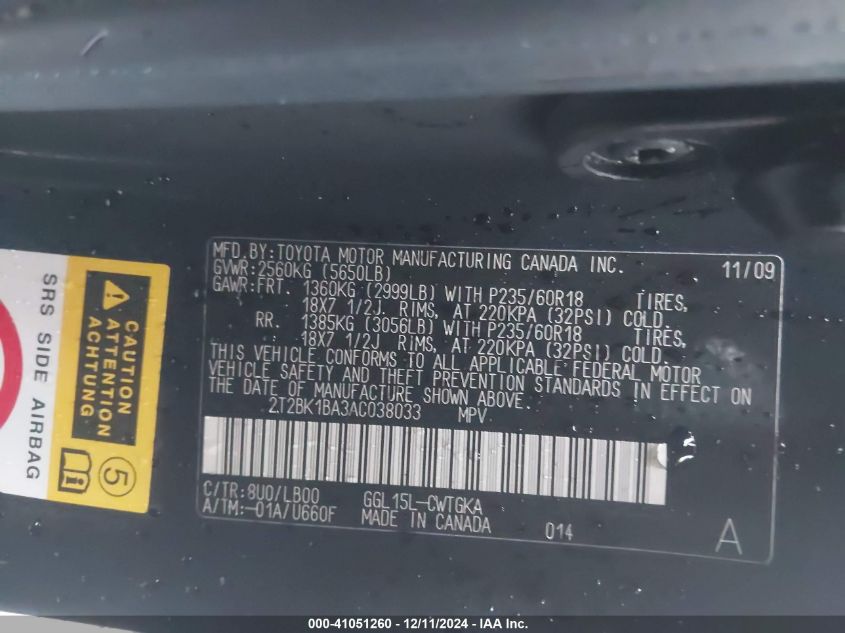 MFD. BY: TOYOTA MOTOR MANUFACTURING CANADA INC. 11/09
GVWR: 2560KG (5650LB)
GAWR: FRT. 1360KG (2999LB) WITH P235/60R18 TIRES,
18X7 1/2J RIMS, AT 220KPA (32PSI) COLD.
RR. 1385KG (3056LB) WITH P235/60R18 TIRES,
18X7 1/2J RIMS, AT 220KPA (32PSI) COLD.
THIS VEHICLE CONFORMS TO ALL APPLICABLE FEDERAL MOTOR
VEHICLE SAFETY AND THEFT PREVENTION STANDARDS IN EFFECT ON
THE DATE OF MANUFACTURE SHOWN ABOVE.
2T2BK1BA3AC038033 MPV
C/TR: 8U0/LB00 GGL15L-CWTGKA
A/TM: -01A/U660F MADE IN CANADA 014
A
SRS SIDE AIRBAG
CAUTION
ATTENTION
ACHTUNG
5
000-41051260 - 12/11/2024 - IAA Inc.